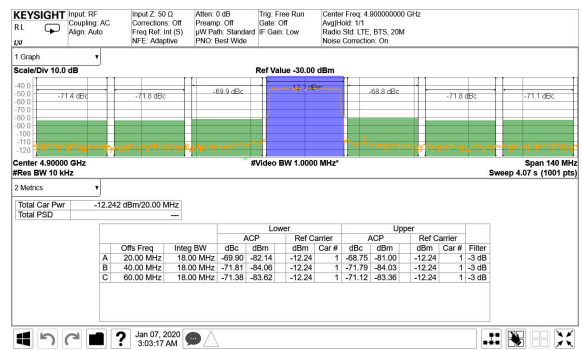 KEYSIGHT Input: RF Input Z: 50 Ω Atten: 0 dB Trig: Free Run Center Freq: 4.900000000 GHz
RL Coupling: AC Corrections: Off Preamp: Off Gate: Off Avg|Hold: 1/1
Align: Auto Freq Ref: Int (S) µW Path: Standard IF Gain: Low Radio Std: LTE, BTS, 20M
LXI NFE: Adaptive PNO: Best Wide Noise Correction: On
1 Graph
Scale/Div 10.0 dB Ref Value -30.00 dBm
-71.4 dBc -71.8 dBc -69.9 dBc -68.8 dBc -71.8 dBc -71.1 dBc
-40.0
-50.0
-60.0
-70.0
-80.0
-90.0
-100
-110
-120
Center 4.90000 GHz #Video BW 1.0000 MHz* Span 140 MHz
#Res BW 10 kHz Sweep 4.07 s (1001 pts)
2 Metrics
Total Car Pwr -12.242 dBm/20.00 MHz
Total PSD ---
Lower Upper
ACP Ref Carrier ACP Ref Carrier
Offs Freq Integ BW dBc dBm dBm Car # dBc dBm dBm Car # Filter
A 20.00 MHz 18.00 MHz -69.90 -82.14 -12.24 1 -68.75 -81.00 -12.24 1 -3 dB
B 40.00 MHz 18.00 MHz -71.81 -84.06 -12.24 1 -71.79 -84.03 -12.24 1 -3 dB
C 60.00 MHz 18.00 MHz -71.38 -83.62 -12.24 1 -71.12 -83.36 -12.24 1 -3 dB
? Jan 07, 2020
3:03:17 AM